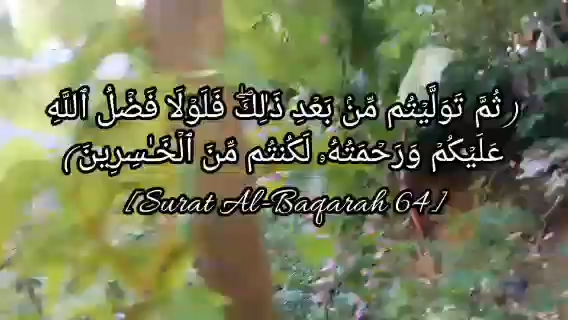 (ثُمَّ تَوَلَّيْتُم مِّنۢ بَعْدِ ذَٰلِكَۖ فَلَوْلَا فَضْلُ ٱللَّهِ
عَلَيْكُمْ وَرَحْمَتُهُۥ لَكُنتُم مِّنَ ٱلْخَـٰسِرِينَ)
[Surat Al-Baqarah 64]